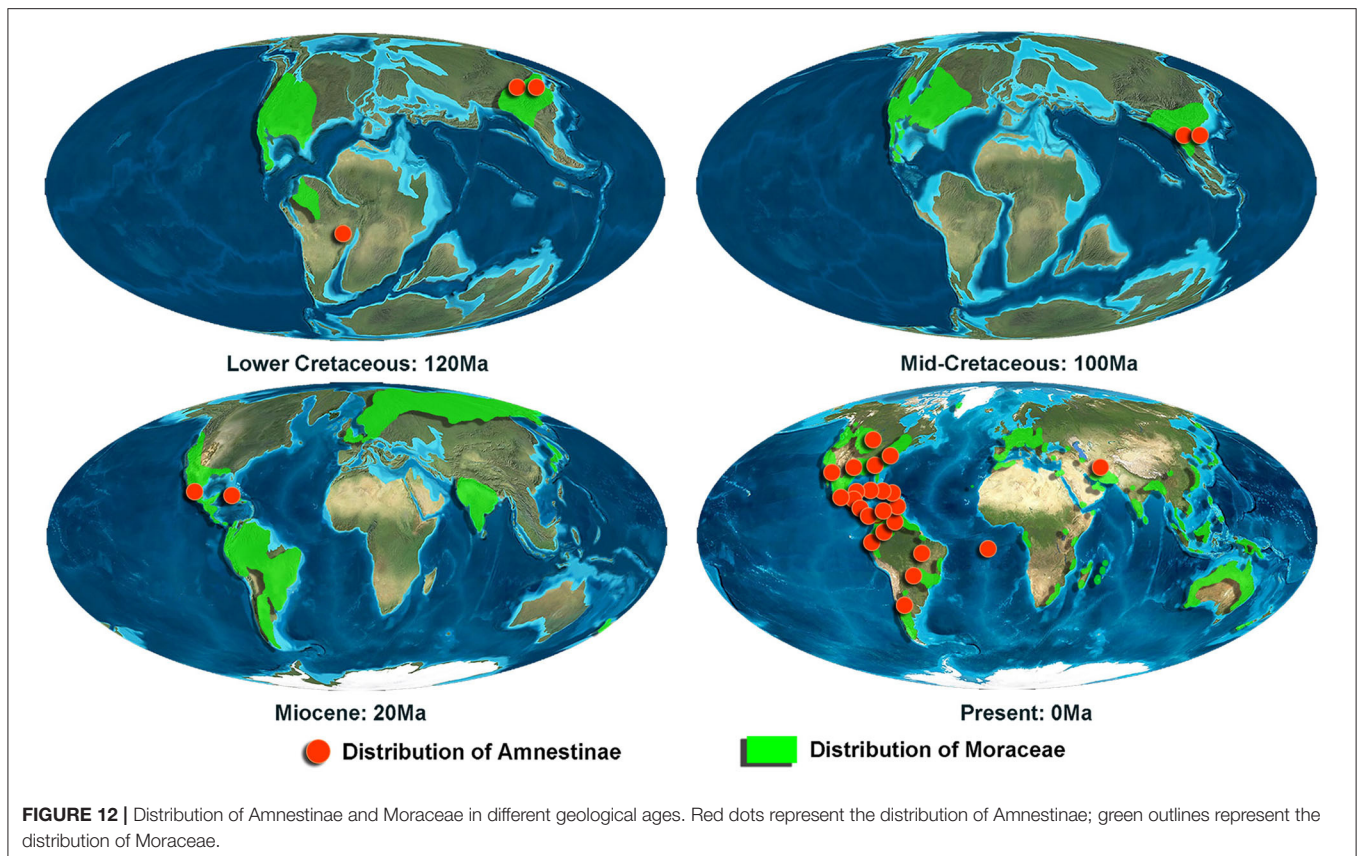 Lower Cretaceous: 120Ma
Mid-Cretaceous: 100Ma
Miocene: 20Ma
Present: 0Ma
Distribution of Amnestinae
Distribution of Moraceae
FIGURE 12 | Distribution of Amnestinae and Moraceae in different geological ages. Red dots represent the distribution of Amnestinae; green outlines represent the
distribution of Moraceae.